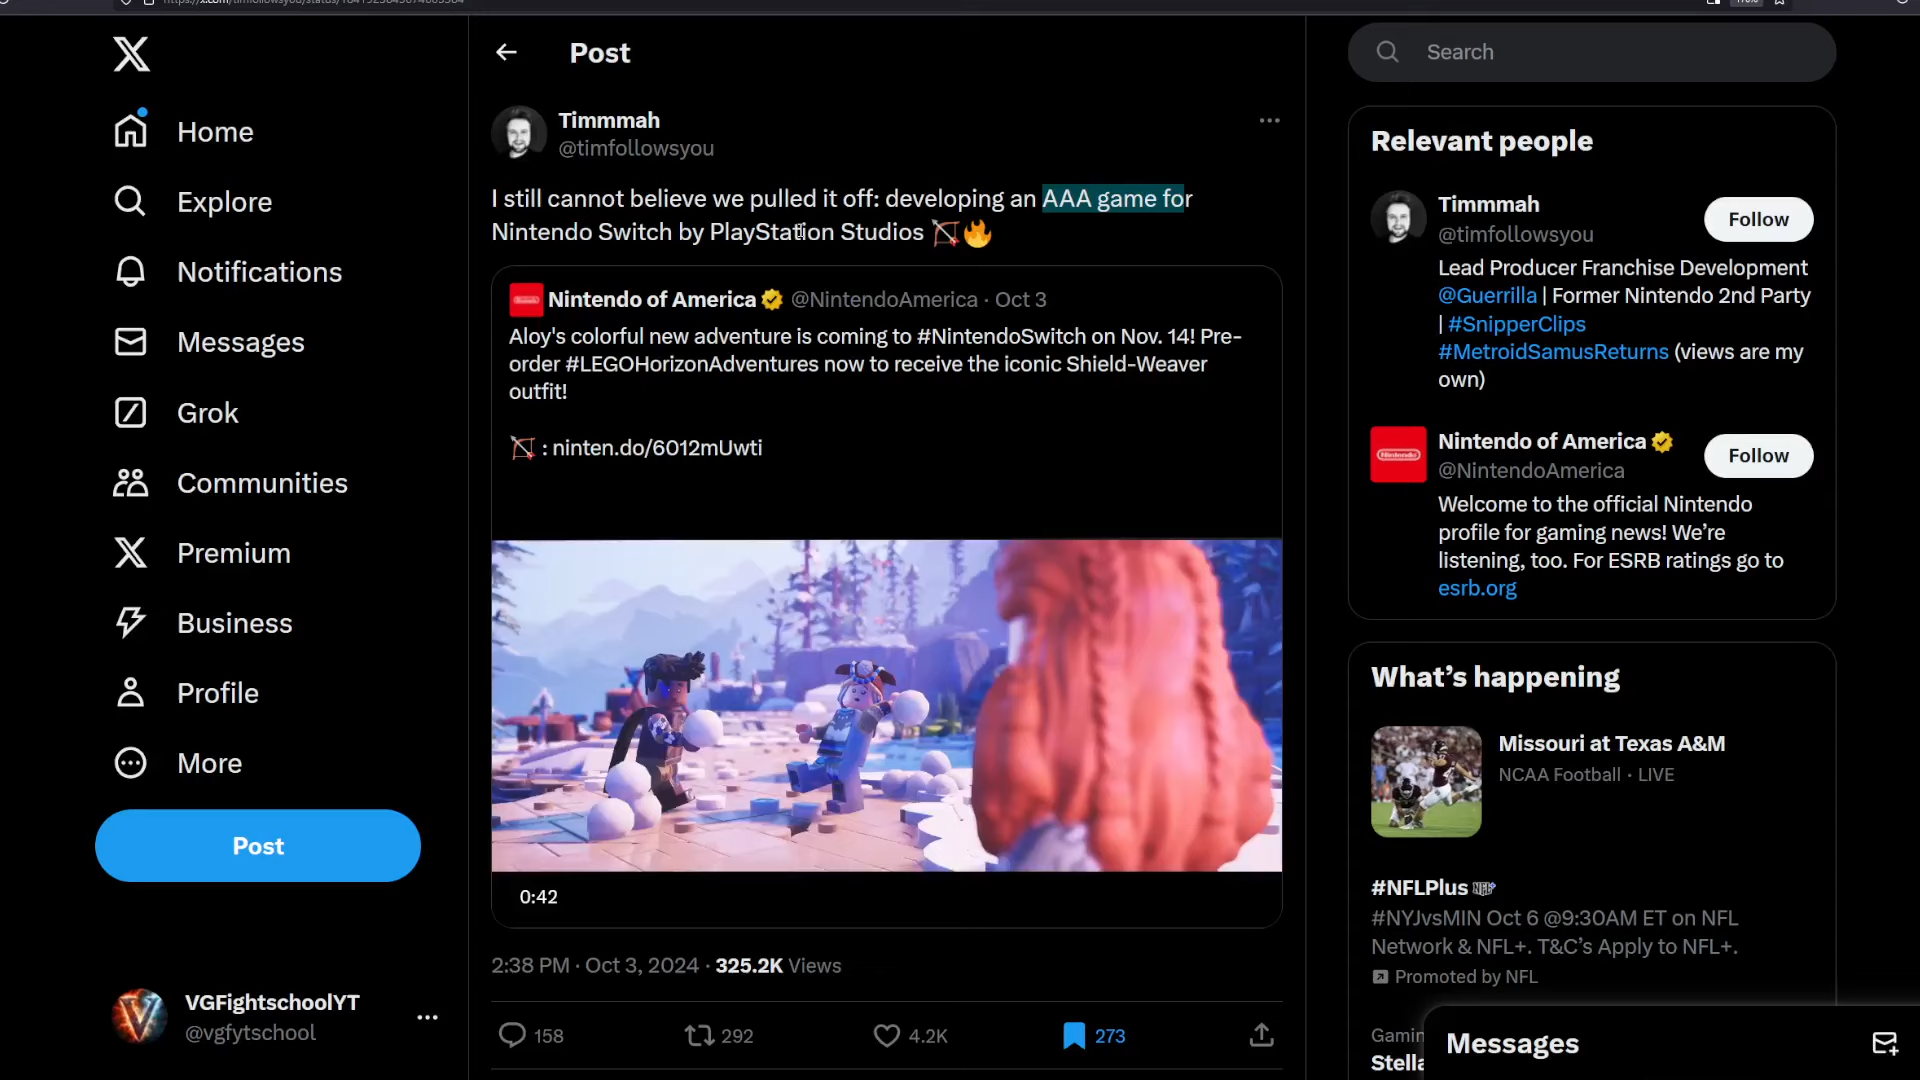 Home
Explore
Notifications
Messages
Grok
Communities
Premium
Business
Profile
More
Post
VGFightschoolYT
@vgfytschool
Post
Timmmah
@timfollowsyou
I still cannot believe we pulled it off: developing an AAA game for
Nintendo Switch by PlayStation Studios 🏹🔥
Nintendo of America @NintendoAmerica · Oct 3
Aloy's colorful new adventure is coming to #NintendoSwitch on Nov. 14! Pre-
order #LEGOHorizonAdventures now to receive the iconic Shield-Weaver
outfit!
🏹 : ninten.do/6012mUwti
0:42
2:38 PM · Oct 3, 2024 · 325.2K Views
158 292 4.2K 273
Search
Relevant people
Timmmah
@timfollowsyou
Follow
Lead Producer Franchise Development
@Guerrilla | Former Nintendo 2nd Party
| #SnipperClips
#MetroidSamusReturns (views are my
own)
Nintendo
Nintendo of America
@NintendoAmerica
Follow
Welcome to the official Nintendo
profile for gaming news! We’re
listening, too. For ESRB ratings go to
esrb.org
What’s happening
Missouri at Texas A&M
NCAA Football · LIVE
#NFLPlus
#NYJvsMIN Oct 6 @9:30AM ET on NFL
Network & NFL+. T&C’s Apply to NFL+.
Promoted by NFL
Messages